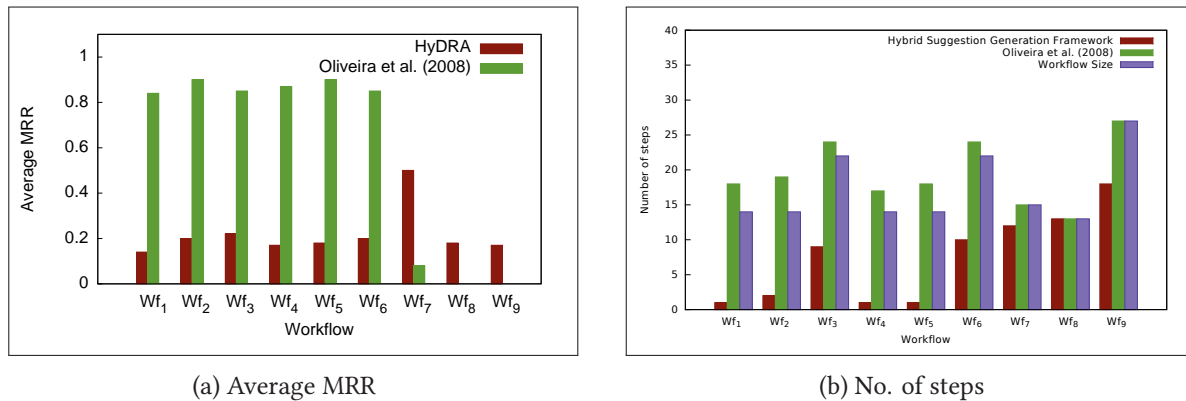 HyDRA
Oliveira et al. (2008)
1
0.8
0.6
0.4
0.2
0
Average MRR
Wf1 Wf2 Wf3 Wf4 Wf5 Wf6 Wf7 Wf8 Wf9
Workflow
(a) Average MRR
Hybrid Suggestion Generation Framework
Oliveira et al. (2008)
Workflow Size
40
35
30
25
20
15
10
5
0
Number of steps
Wf1 Wf2 Wf3 Wf4 Wf5 Wf6 Wf7 Wf8 Wf9
Workflow
(b) No. of steps